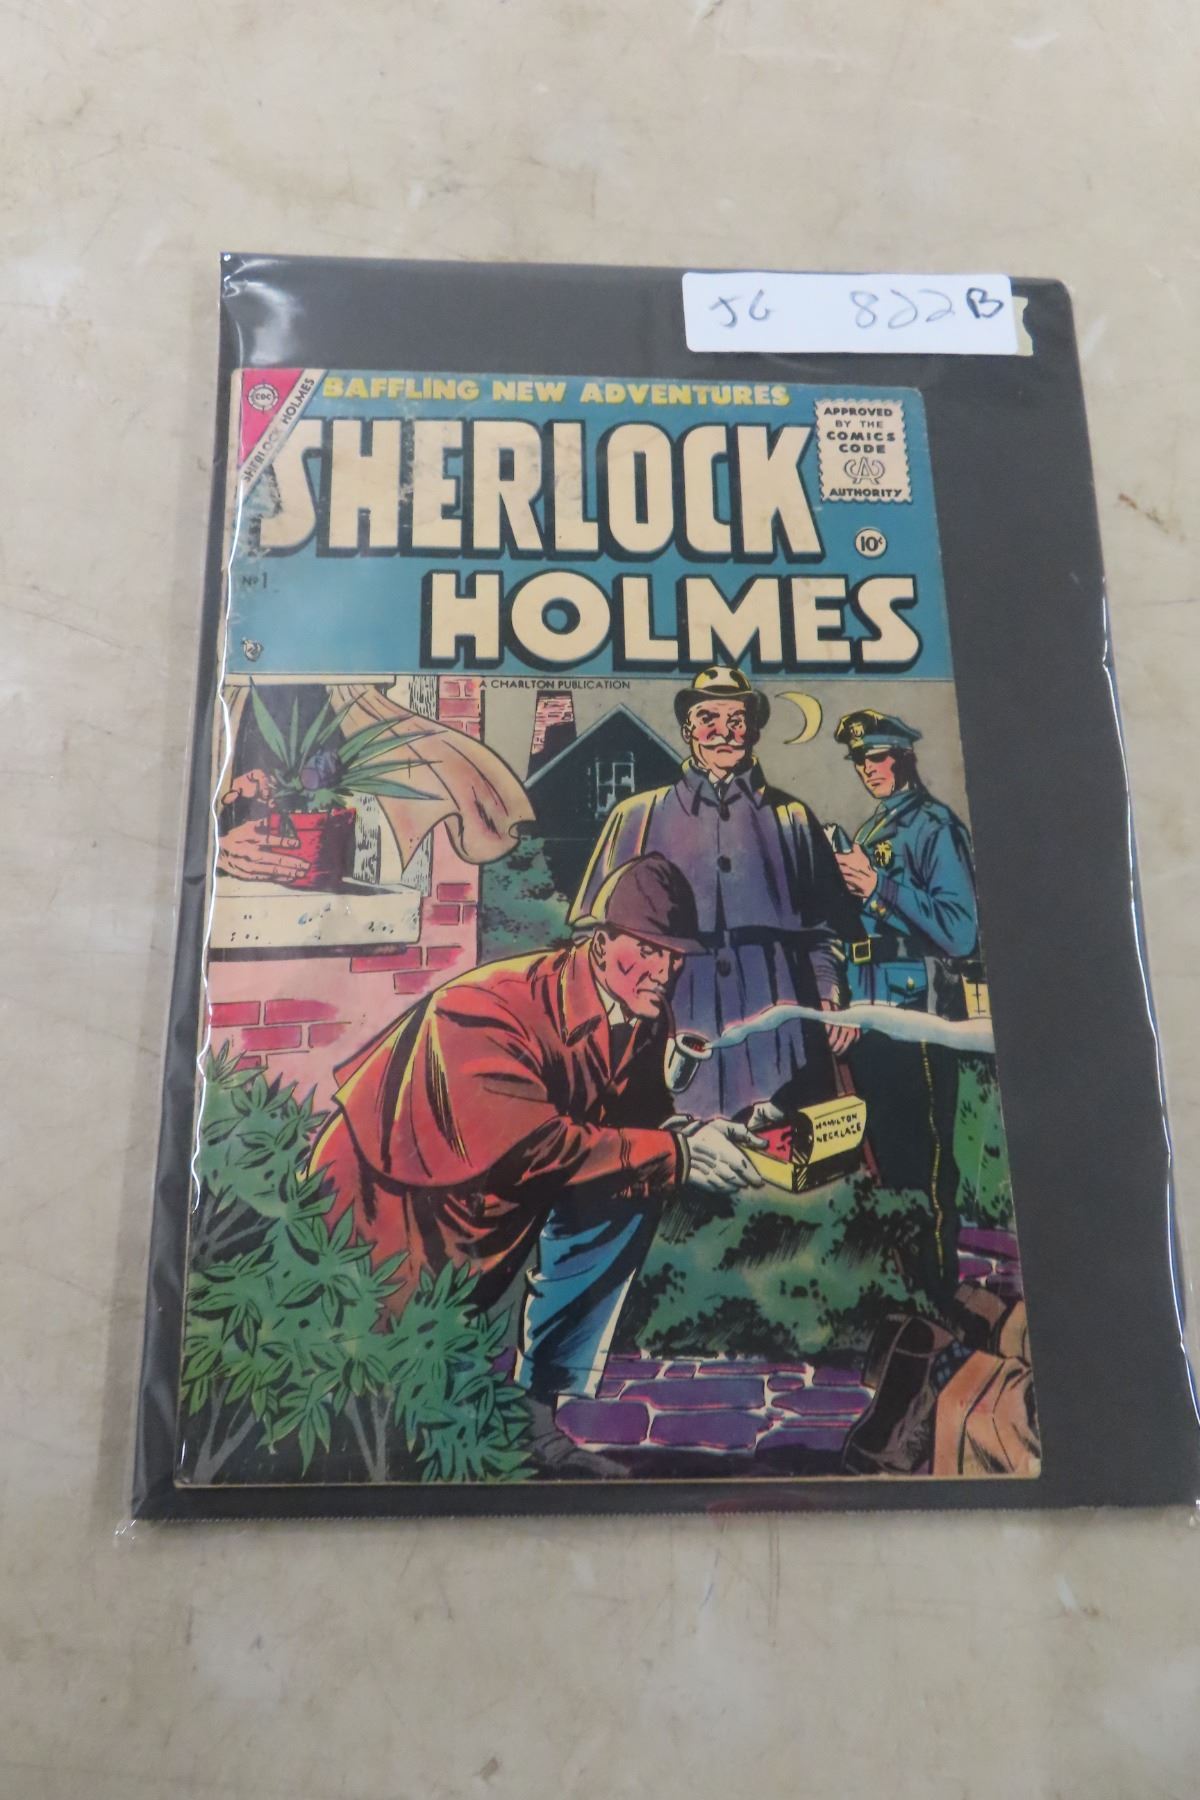 JG 822B
BAFFLING NEW ADVENTURES
CDC
SHERLOCK HOLMES
SHERLOCK
HOLMES
APPROVED
BY THE
COMICS
CODE
CA
AUTHORITY
10¢
Nº 1
A CHARLTON PUBLICATION
HAMILTON
NECKLACE